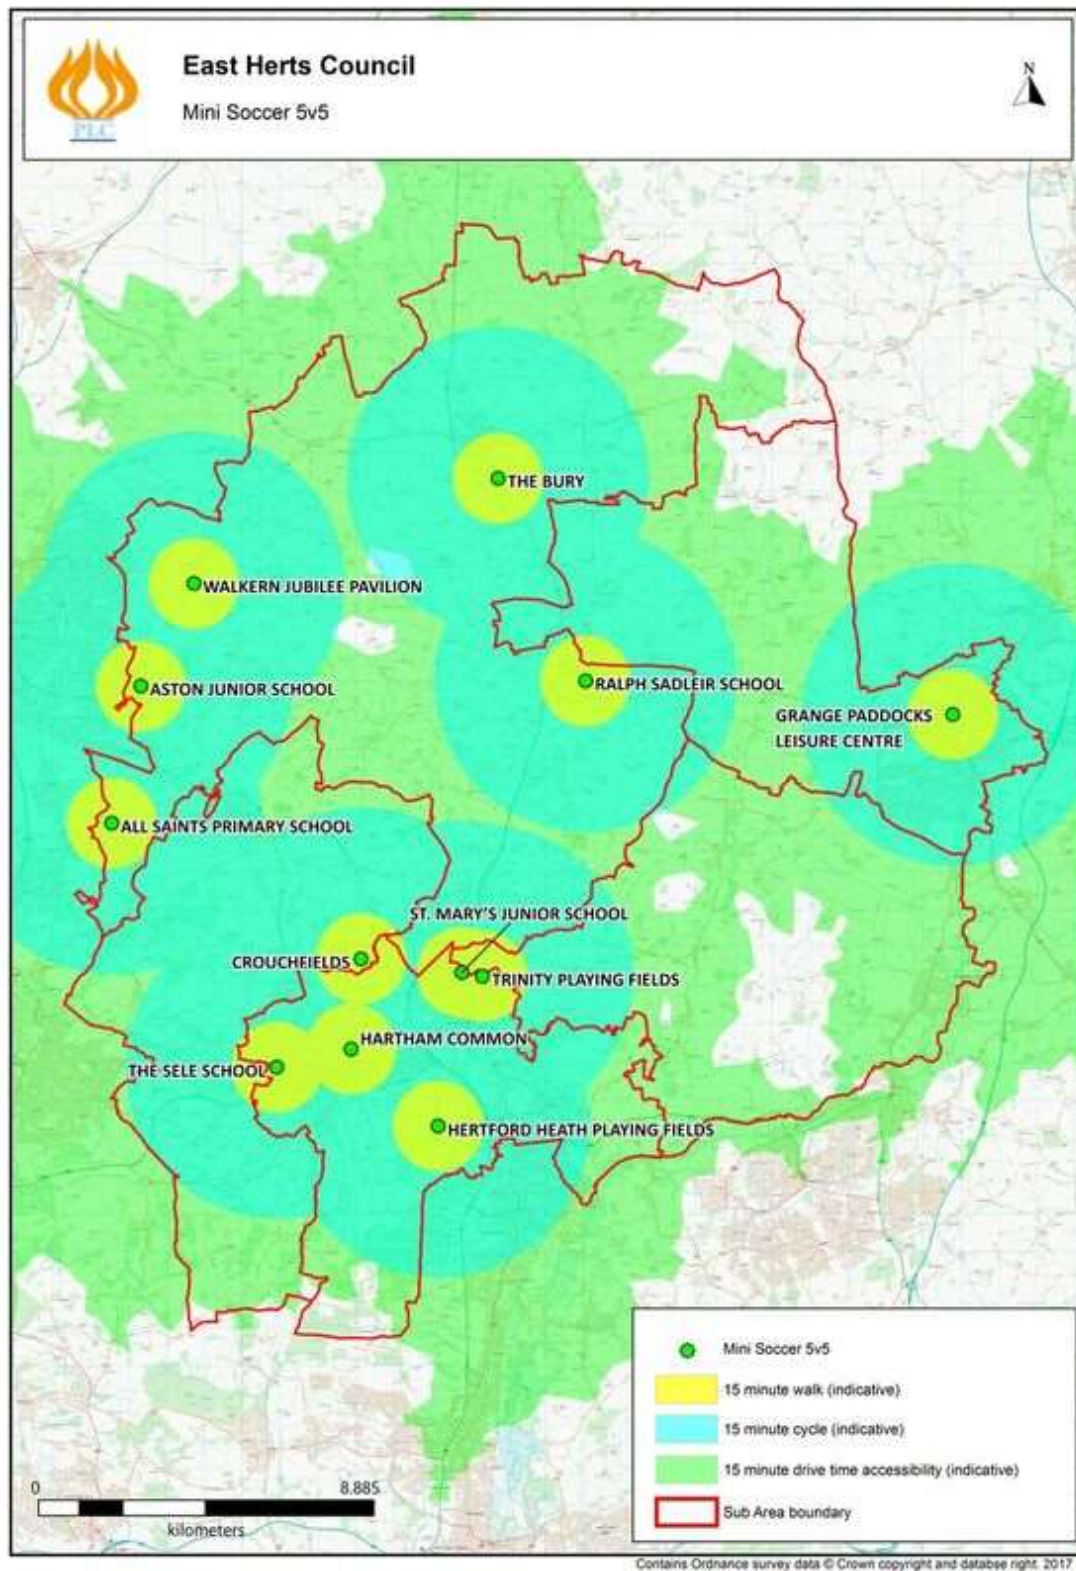 East Herts Council
Mini Soccer 5v5
PLC
N
THE BURY
WALKERN JUBILEE PAVILION
ASTON JUNIOR SCHOOL
RALPH SADLEIR SCHOOL
GRANGE PADDOCKS
LEISURE CENTRE
ALL SAINTS PRIMARY SCHOOL
ST. MARY'S JUNIOR SCHOOL
CROUCHFIELDS
TRINITY PLAYING FIELDS
HARTHAM COMMON
THE SELE SCHOOL
HERTFORD HEATH PLAYING FIELDS
Mini Soccer 5v5
15 minute walk (indicative)
15 minute cycle (indicative)
15 minute drive time accessibility (indicative)
Sub Area boundary
0 8.885
kilometers
Contains Ordnance survey data © Crown copyright and databse right. 2017